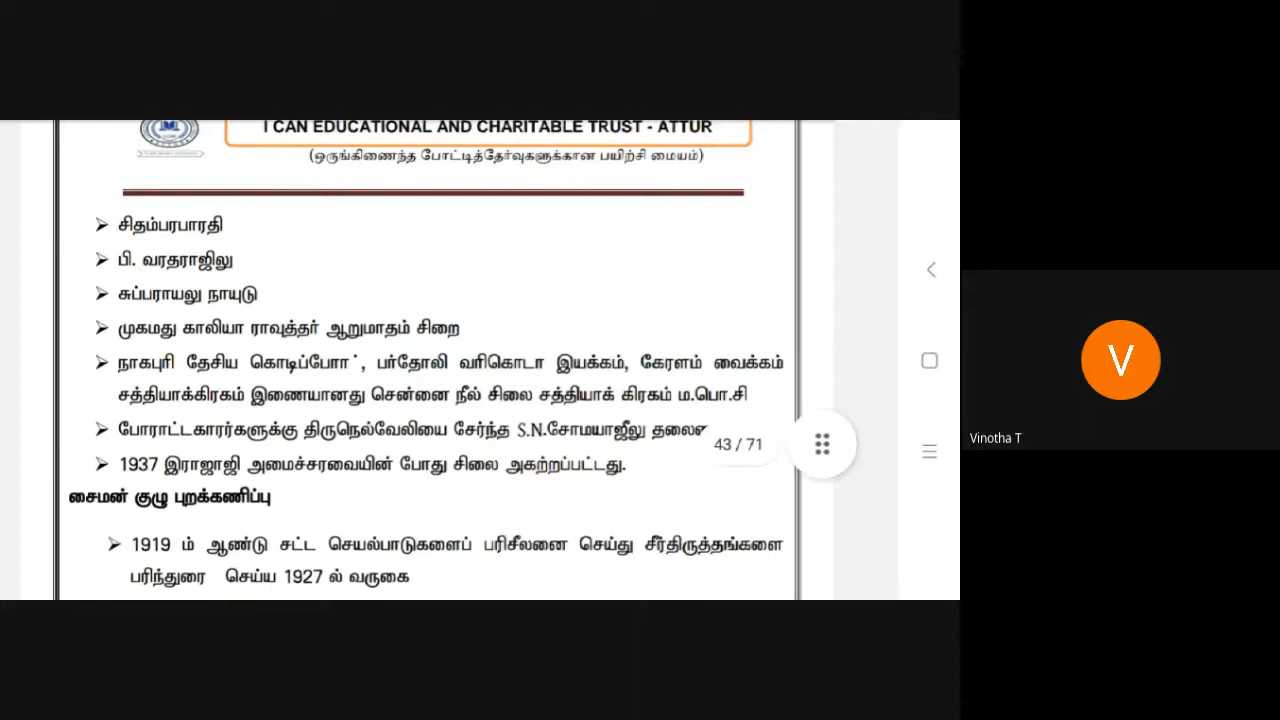 I CAN EDUCATIONAL AND CHARITABLE TRUST - ATTUR
(ஒருங்கிணைந்த போட்டித்தேர்வுகளுக்கான பயிற்சி மையம்)
➢ சிதம்பரபாரதி
➢ பி. வரதராஜிலு
➢ சுப்பராயலு நாயுடு
➢ முகமது காலியா ராவுத்தர் ஆறுமாதம் சிறை
➢ நாகபுரி தேசிய கொடிப்போா், பர்தோலி வரிகொடா இயக்கம், கேரளம் வைக்கம்
சத்தியாக்கிரகம் இணையானது சென்னை நீல் சிலை சத்தியாக் கிரகம் ம.பொ.சி
➢ போராட்டகாரர்களுக்கு திருநெல்வேலியை சேர்ந்த S.N.சோமயாஜீலு
43 / 71
➢ 1937 இராஜாஜி அமைச்சரவையின் போது சிலை அகற்றப்பட்டது.
சைமன் குழு புறக்கணிப்பு
➢ 1919 ம் ஆண்டு சட்ட செயல்பாடுகளைப் பரிசீலனை செய்து சீர்திருத்தங்களை
பரிந்துரை செய்ய 1927 ல் வருகை
V
Vinotha T